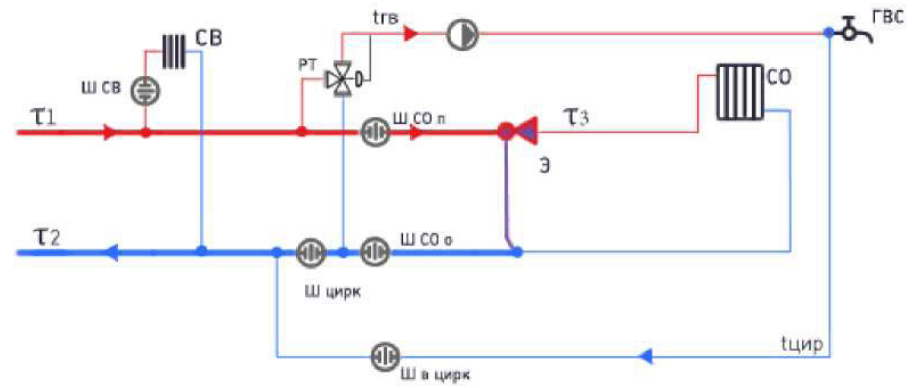 ГВС
tгв
СВ
РТ
СО
Ш СВ
τ1
Ш СО п
τ3
Э
τ2
Ш СО о
Ш цирк
tцир
Ш в цирк